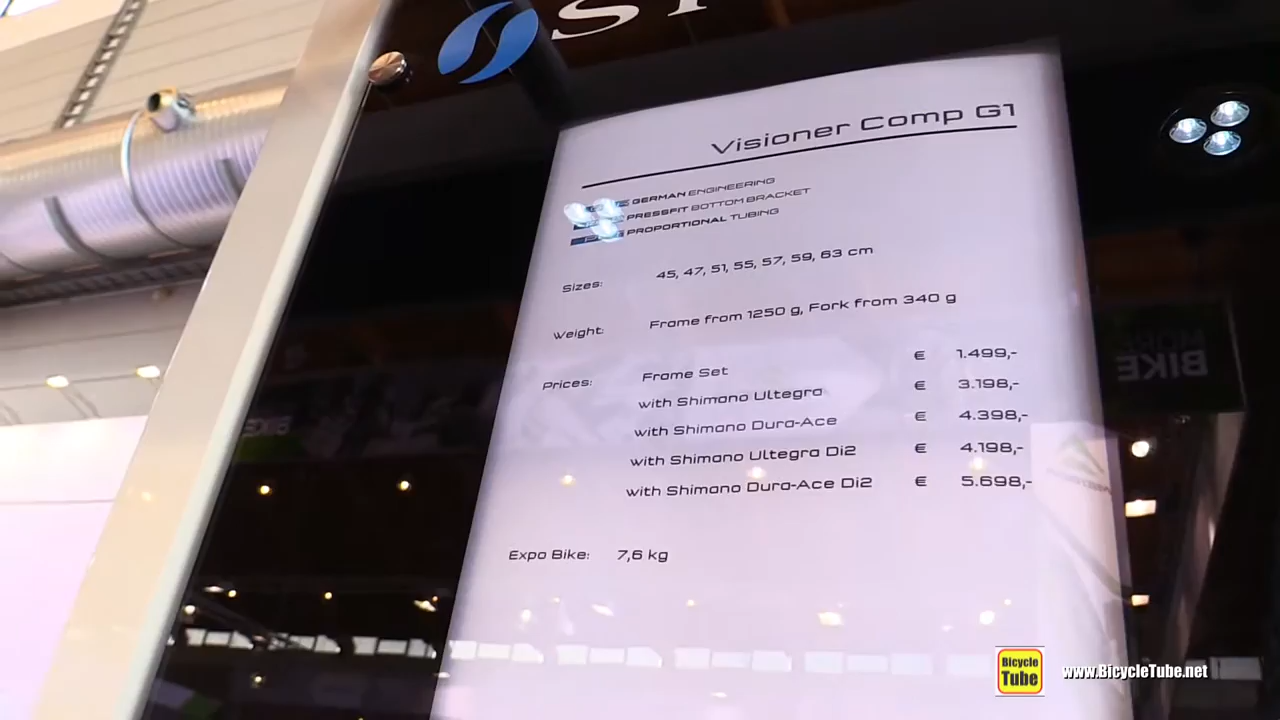 Visioner Comp G1
GERMAN ENGINEERING
PRESSFIT BOTTOM BRACKET
PROPORTIONAL TUBING
Sizes: 45, 47, 51, 55, 57, 59, 63 cm
Weight: Frame from 1250 g, Fork from 340 g
Prices: Frame Set € 1.499,-
with Shimano Ultegra € 3.198,-
with Shimano Dura-Ace € 4.398,-
with Shimano Ultegra Di2 € 4.198,-
with Shimano Dura-Ace Di2 € 5.698,-
Expo Bike: 7,6 kg
BIKE
Bicycle
Tube
www.BicycleTube.net